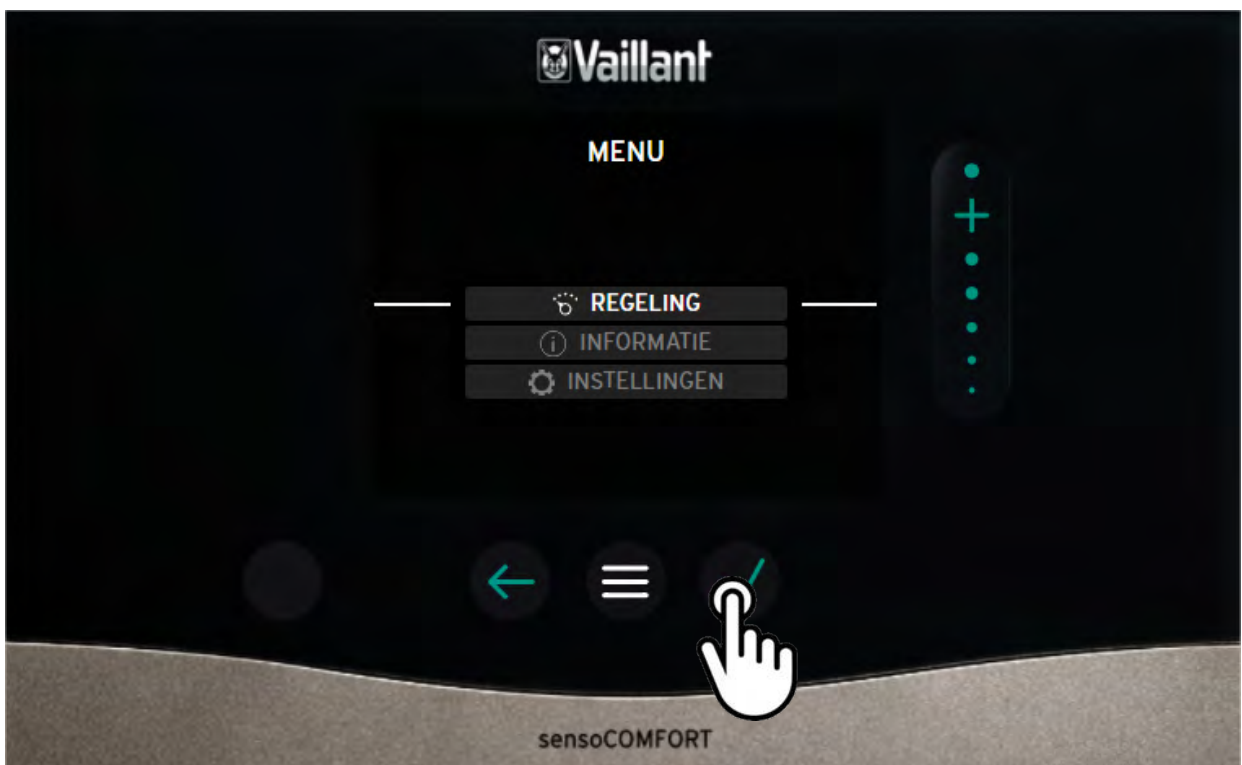 Vaillant
MENU
REGELING
INFORMATIE
INSTELLINGEN
sensoCOMFORT